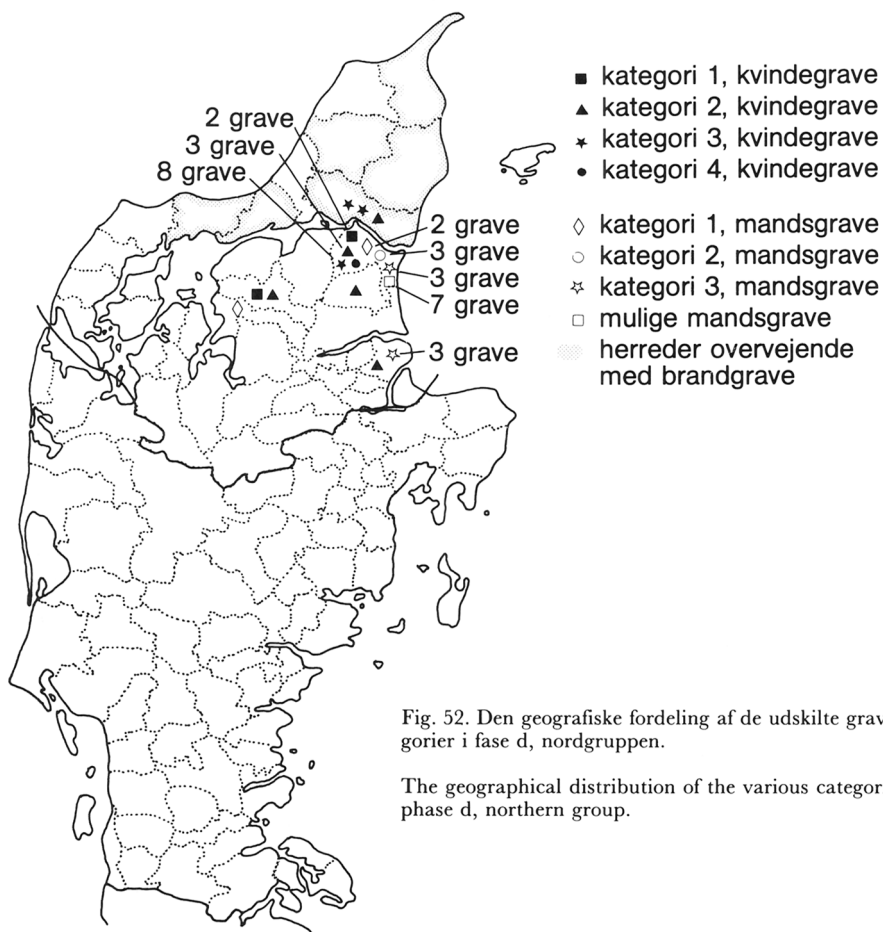 2 grave
3 grave
8 grave
2 grave
3 grave
3 grave
7 grave
3 grave
kategori 1, kvindegrave
kategori 2, kvindegrave
kategori 3, kvindegrave
kategori 4, kvindegrave
kategori 1, mandsgrave
kategori 2, mandsgrave
kategori 3, mandsgrave
mulige mandsgrave
herreder overvejende
med brandgrave
Fig. 52. Den geografiske fordeling af de udskilte grav
gorier i fase d, nordgruppen.
The geographical distribution of the various categor
phase d, northern group.